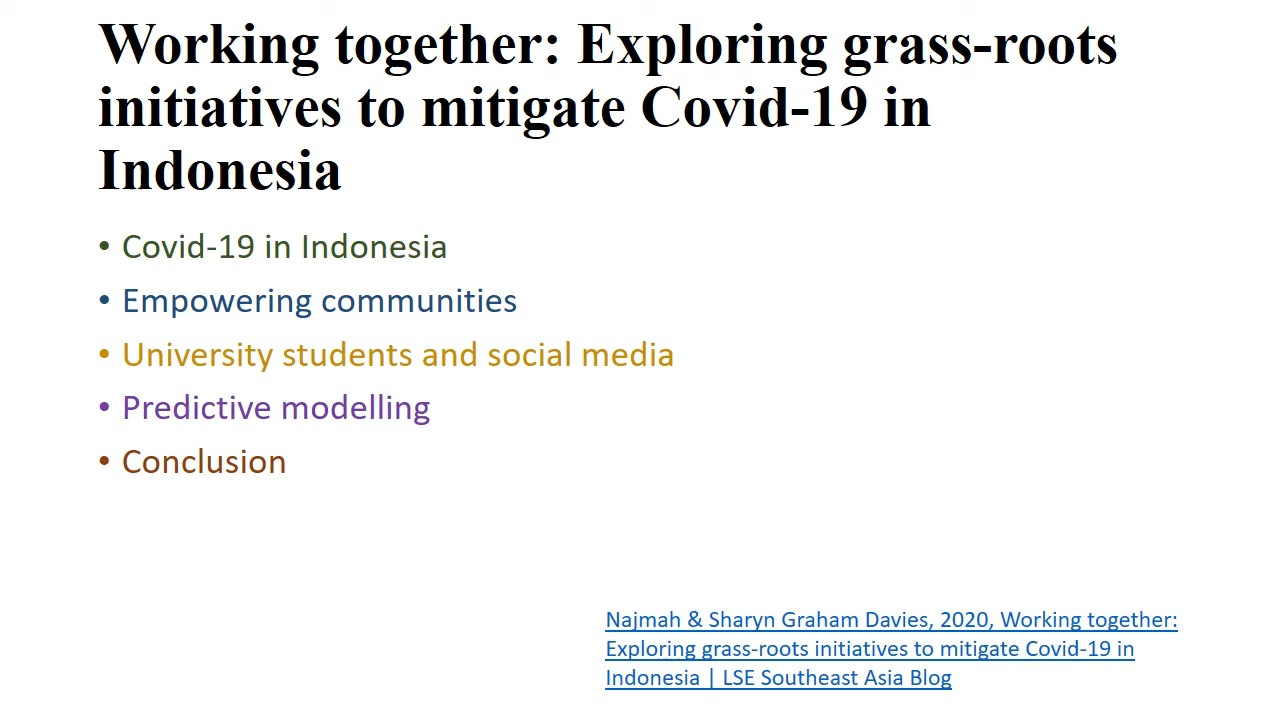 Working together: Exploring grass-roots
initiatives to mitigate Covid-19 in
Indonesia
• Covid-19 in Indonesia
• Empowering communities
• University students and social media
• Predictive modelling
• Conclusion
Najmah & Sharyn Graham Davies, 2020, Working together:
Exploring grass-roots initiatives to mitigate Covid-19 in
Indonesia | LSE Southeast Asia Blog